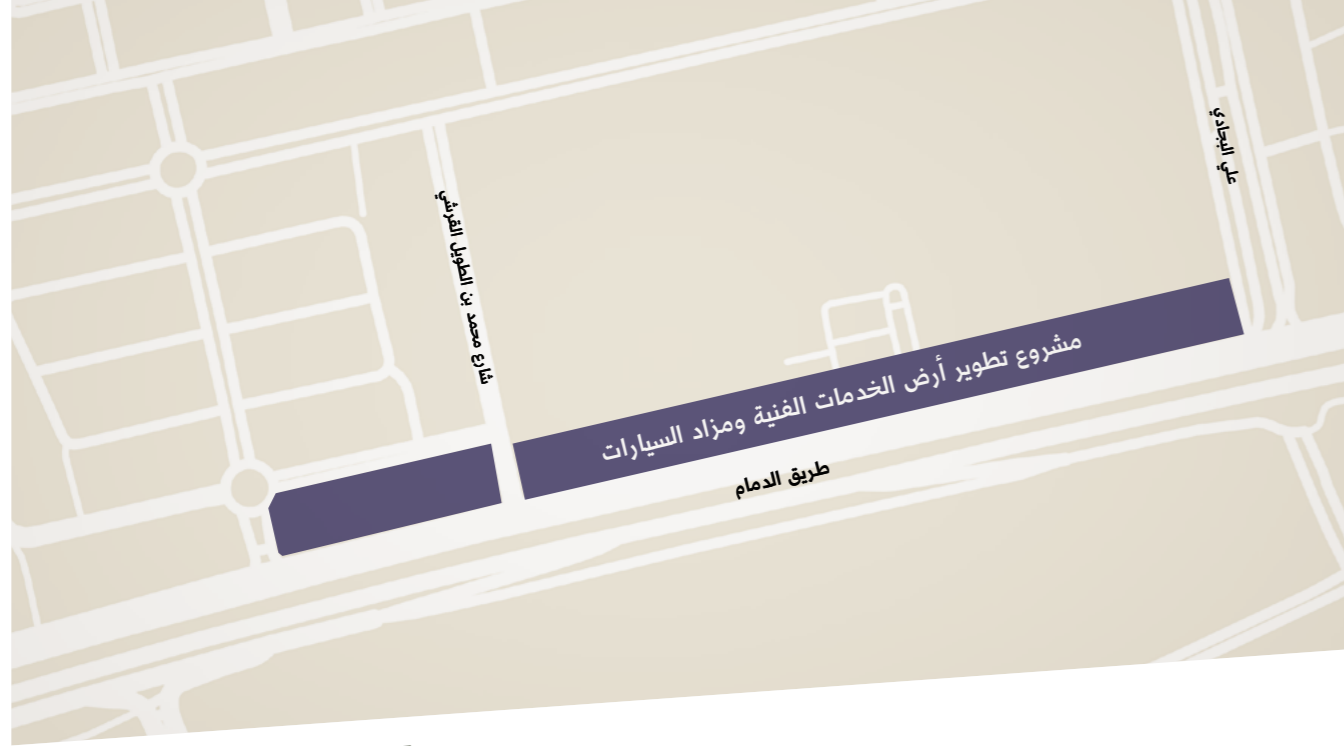 علي البجادي
شارع محمد بن الطويل القرشي
مشروع تطوير أرض الخدمات الفنية ومزاد السيارات
طريق الدمام